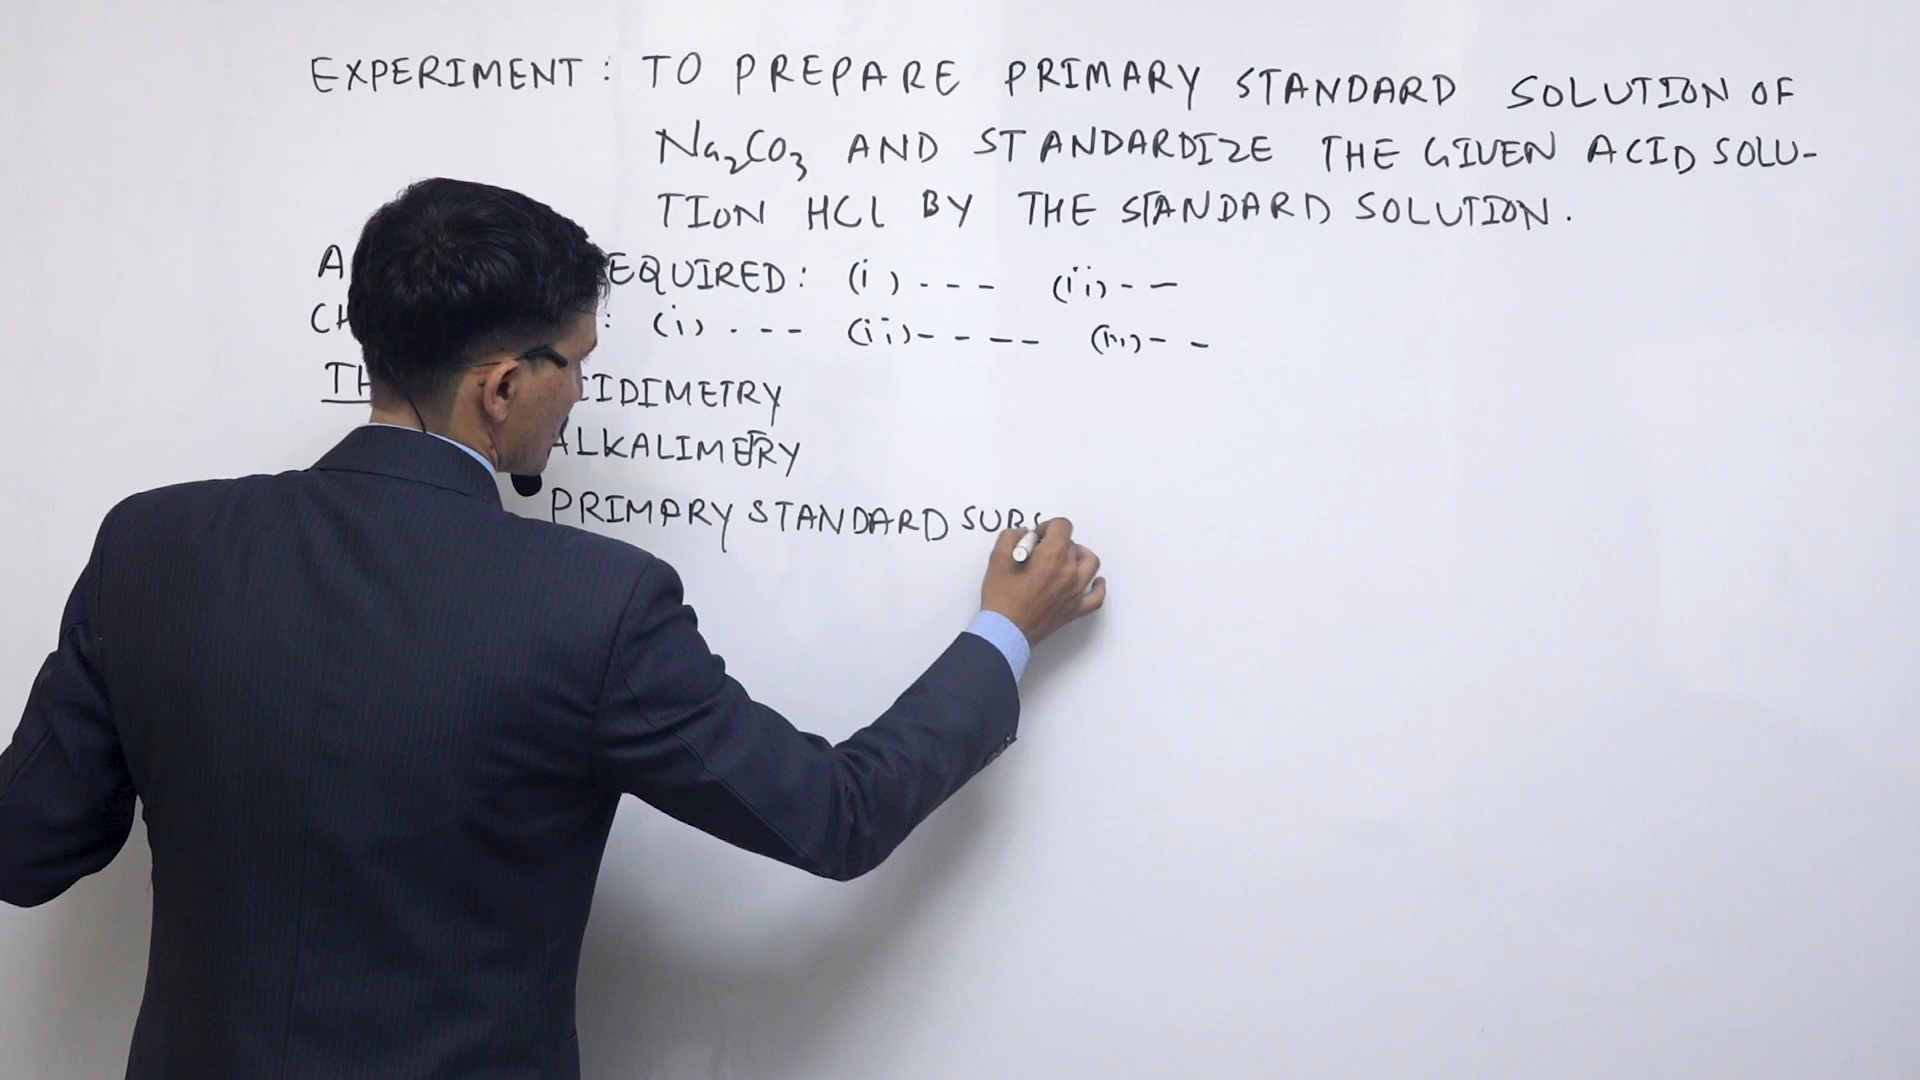 EXPERIMENT: TO PREPARE PRIMARY STANDARD SOLUTION OF
Na₂CO₃ AND STANDARDIZE THE GIVEN ACID SOLU-
TION HCl BY THE STANDARD SOLUTION.
A EQUIRED: (i) --- (ii) --
CH : (i) --- (ii) ---- (iii) --
TH CIDIMETRY
ALKALIMETRY
PRIMARY STANDARD SUBS